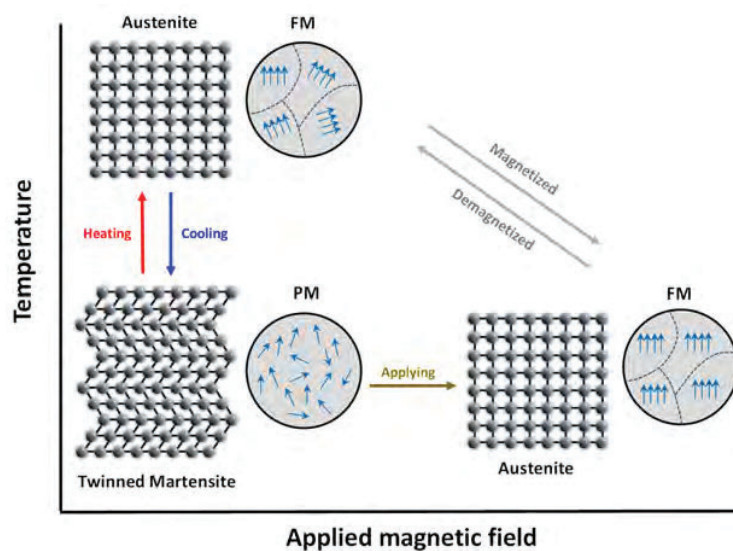 Austenite
FM
Magnetized
Demagnetized
Heating
Cooling
Temperature
PM
FM
Applying
Twinned Martensite
Austenite
Applied magnetic field